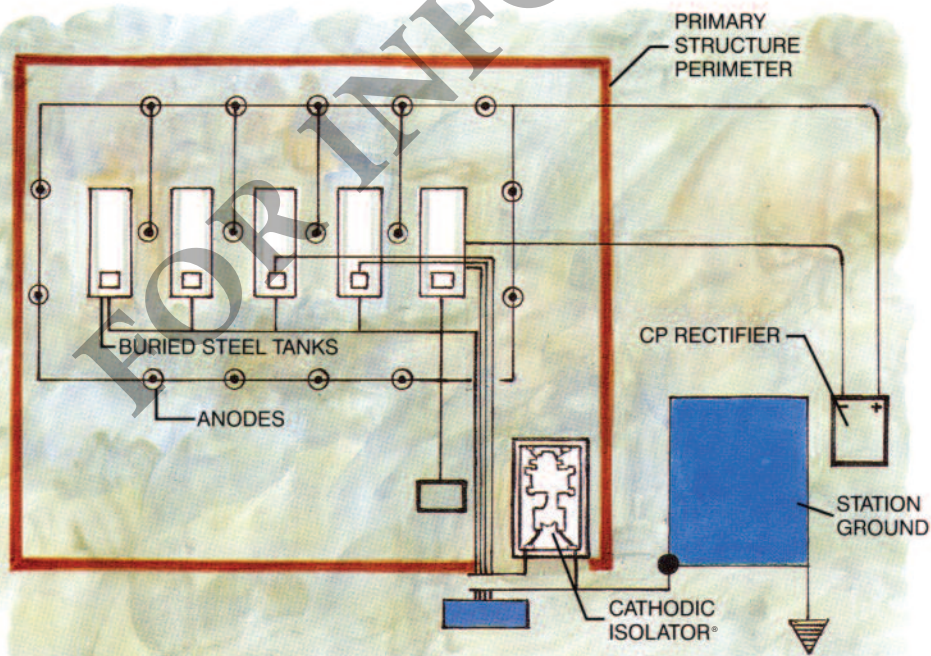 PRIMARY
STRUCTURE
PERIMETER
FOR INFO
BURIED STEEL TANKS
CP RECTIFIER
ANODES
- +
STATION
GROUND
CATHODIC
ISOLATOR®